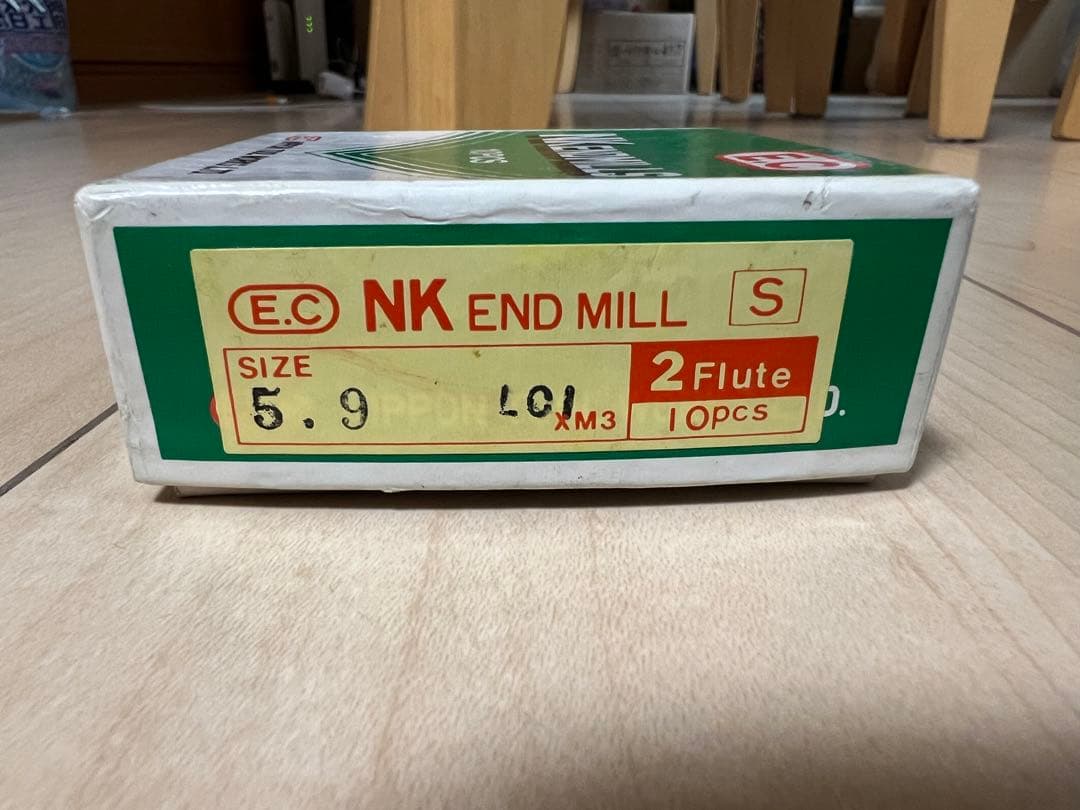 E.C
E.C NK END MILL S
SIZE
5.9 LC1 XM3
2 Flute
10pcs
O.